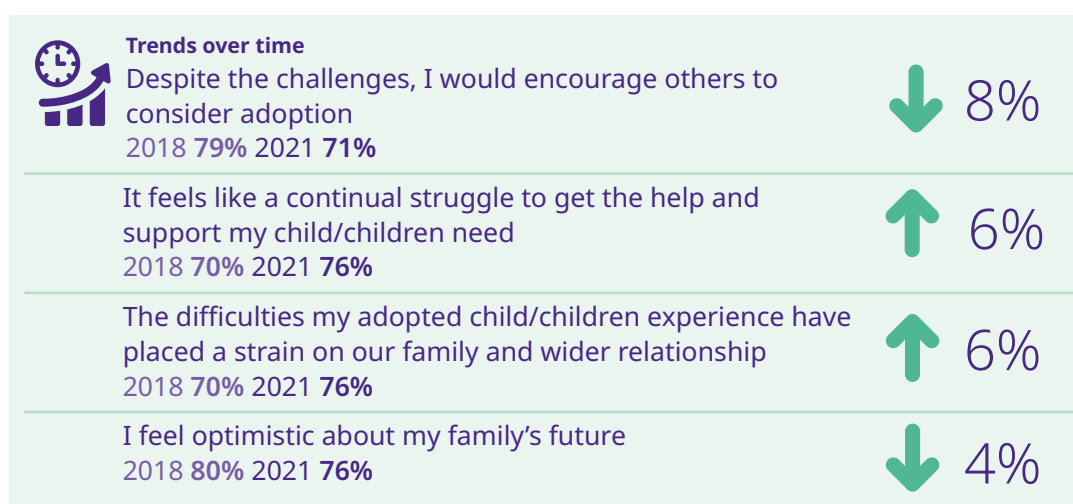 Trends over time
Despite the challenges, I would encourage others to
consider adoption
2018 79% 2021 71%
8%
It feels like a continual struggle to get the help and
support my child/children need
2018 70% 2021 76%
6%
The difficulties my adopted child/children experience have
placed a strain on our family and wider relationship
2018 70% 2021 76%
6%
I feel optimistic about my family’s future
2018 80% 2021 76%
4%